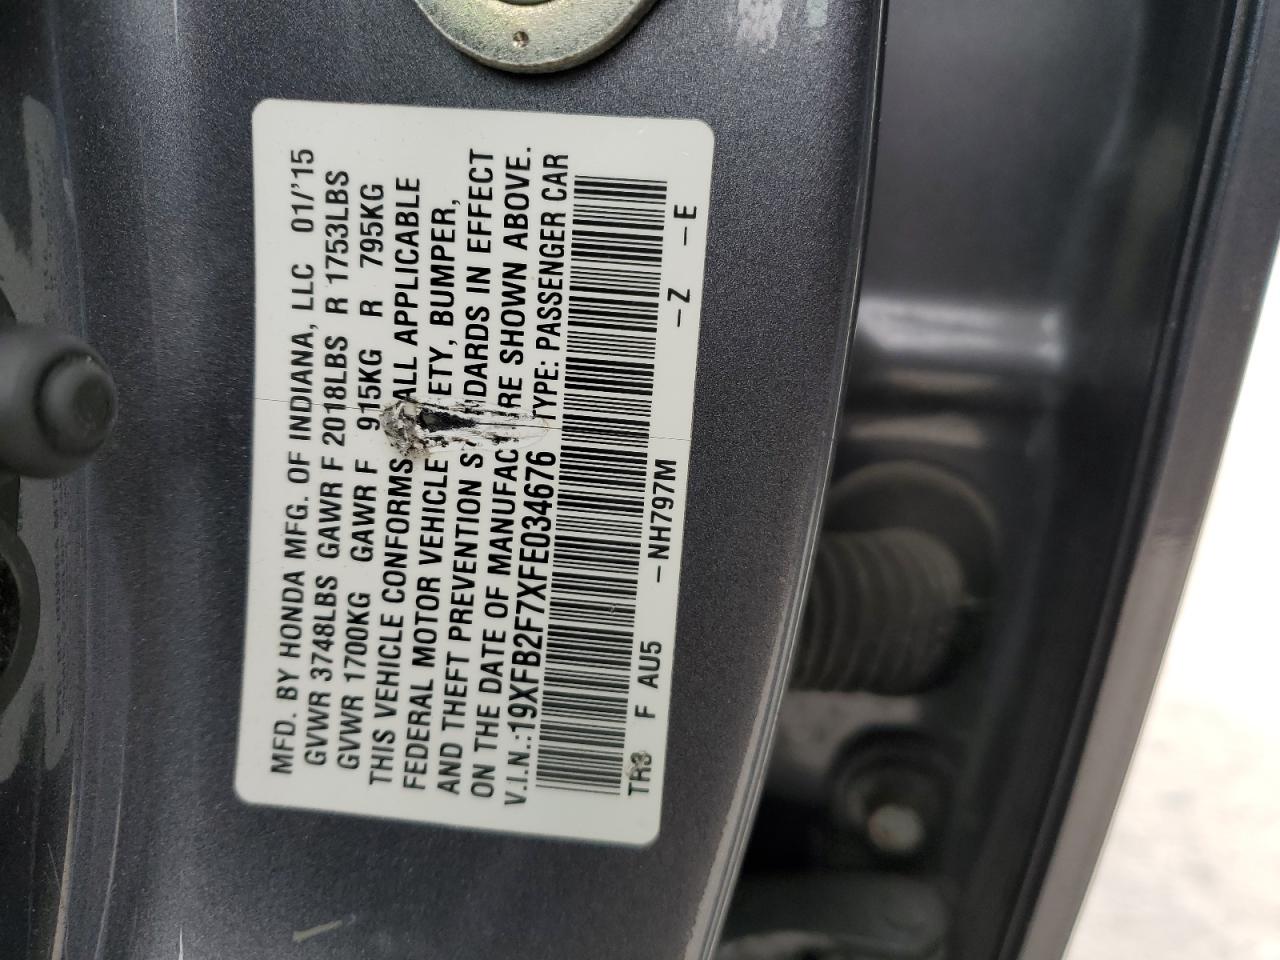 MFD. BY HONDA MFG. OF INDIANA, LLC 01/'15
GVWR 3748LBS GAWR F 2018LBS R 1753LBS
GVWR 1700KG GAWR F 915KG R 795KG
THIS VEHICLE CONFORMS ALL APPLICABLE
FEDERAL MOTOR VEHICLE ETY, BUMPER,
AND THEFT PREVENTION S DARDS IN EFFECT
ON THE DATE OF MANUFAC RE SHOWN ABOVE.
V.I.N.:19XFB2F7XFE034676 TYPE: PASSENGER CAR
TR3 F AU5 – NH797M – Z – E